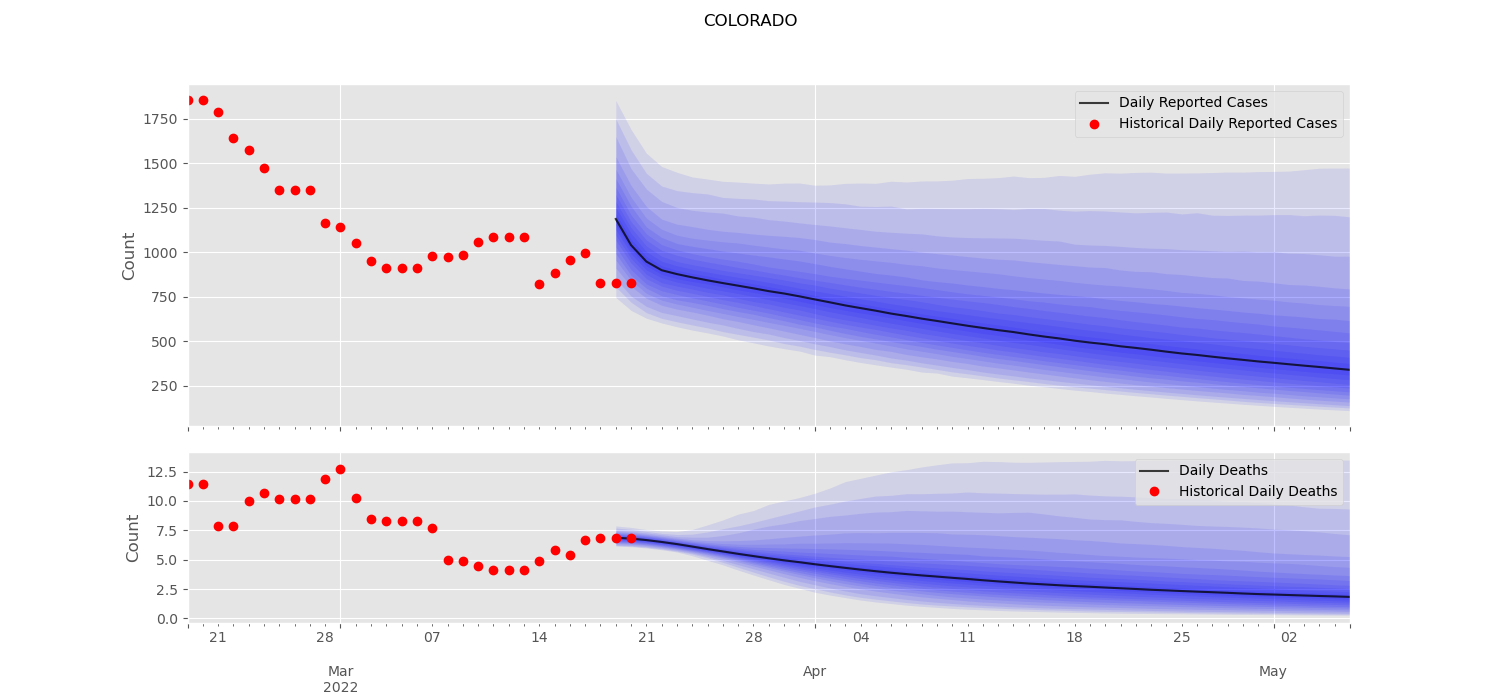 COLORADO
Daily Reported Cases
Historical Daily Reported Cases
Count
1750
1500
1250
1000
750
500
250
Daily Deaths
Historical Daily Deaths
Count
12.5
10.0
7.5
5.0
2.5
0.0
21 28 07 14 21 28 04 11 18 25 02
Mar Apr May
2022